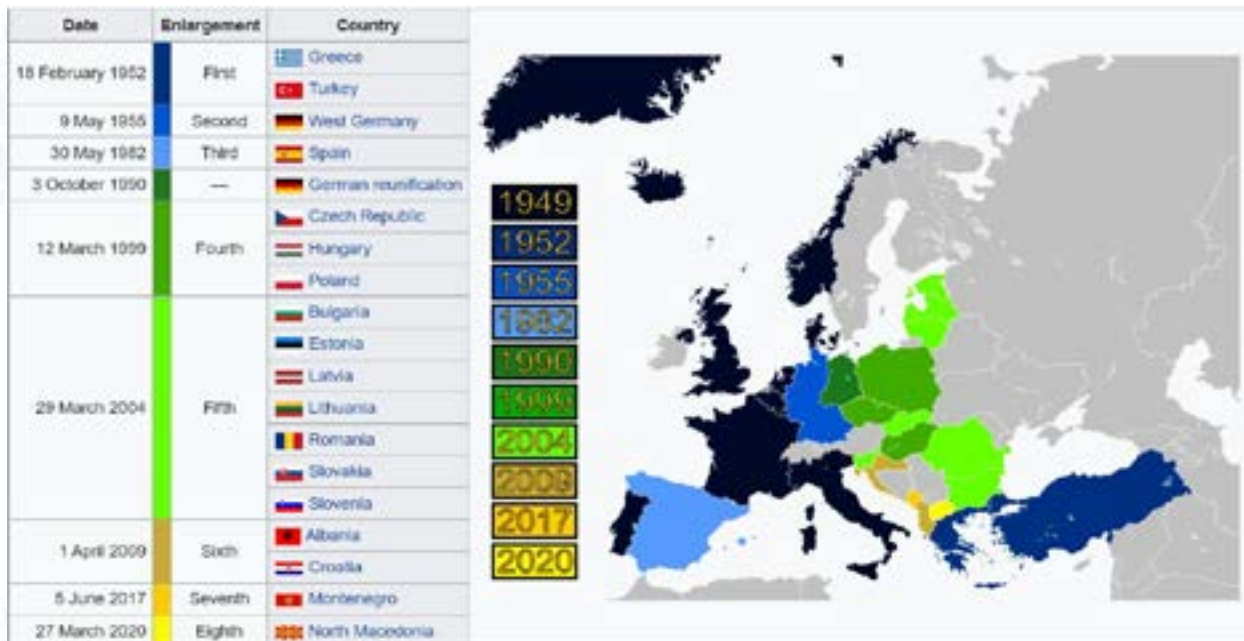 Date Enlargement Country
18 February 1952 First Greece
Turkey
9 May 1955 Second West Germany
30 May 1982 Third Spain
3 October 1990 — German reunification
12 March 1999 Fourth Czech Republic
Hungary
Poland
29 March 2004 Fifth Bulgaria
Estonia
Latvia
Lithuania
Romania
Slovakia
Slovenia
1 April 2009 Sixth Albania
Croatia
5 June 2017 Seventh Montenegro
27 March 2020 Eighth North Macedonia
1949
1952
1955
1982
1990
1999
2004
2009
2017
2020